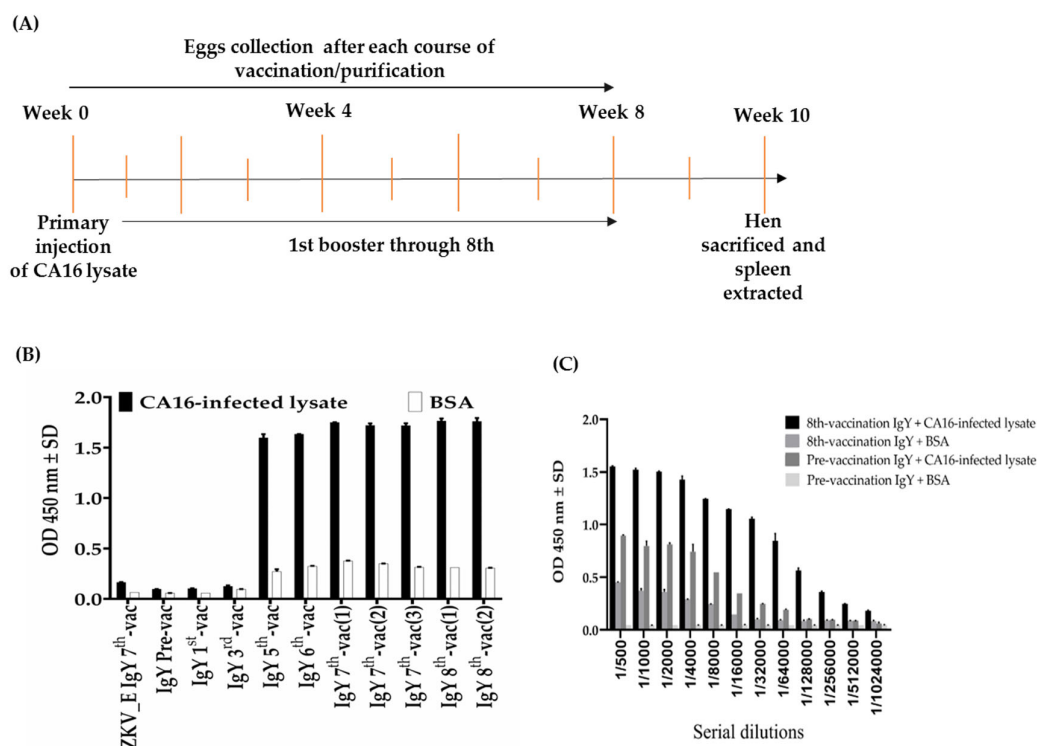 (A)
Eggs collection after each course of
vaccination/purification
Week 0
Week 4
Week 8
Week 10
Primary
injection
of CA16 lysate
1st booster through 8th
Hen
sacrificed and
spleen
extracted
(B)
CA16-infected lysate
BSA
OD 450 nm ± SD
2.0
1.5
1.0
0.5
0.0
ZKV_E IgY 7th-vac
IgY Pre-vac
IgY 1st-vac
IgY 3rd-vac
IgY 5th-vac
IgY 6th-vac
IgY 7th-vac(1)
IgY 7th-vac(2)
IgY 7th-vac(3)
IgY 8th-vac(1)
IgY 8th-vac(2)
(C)
8th-vaccination IgY + CA16-infected lysate
8th-vaccination IgY + BSA
Pre-vaccination IgY + CA16-infected lysate
Pre-vaccination IgY + BSA
OD 450 nm ± SD
2.0
1.5
1.0
0.5
0.0
1/500
1/1000
1/2000
1/4000
1/8000
1/16000
1/32000
1/64000
1/128000
1/256000
1/512000
1/1024000
Serial dilutions